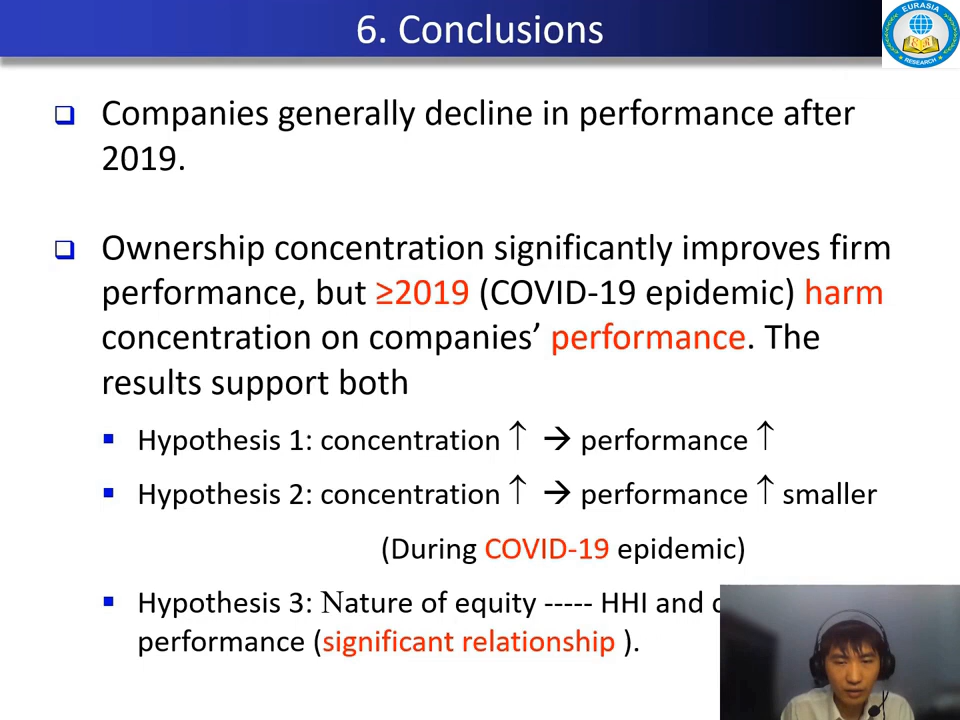 6. Conclusions
EURASIA
RESEARCH
Companies generally decline in performance after
2019.
Ownership concentration significantly improves firm
performance, but ≥2019 (COVID-19 epidemic) harm
concentration on companies’ performance. The
results support both
Hypothesis 1: concentration ↑ → performance ↑
Hypothesis 2: concentration ↑ → performance ↑ smaller
(During COVID-19 epidemic)
Hypothesis 3: Nature of equity ----- HHI and
performance (significant relationship ).